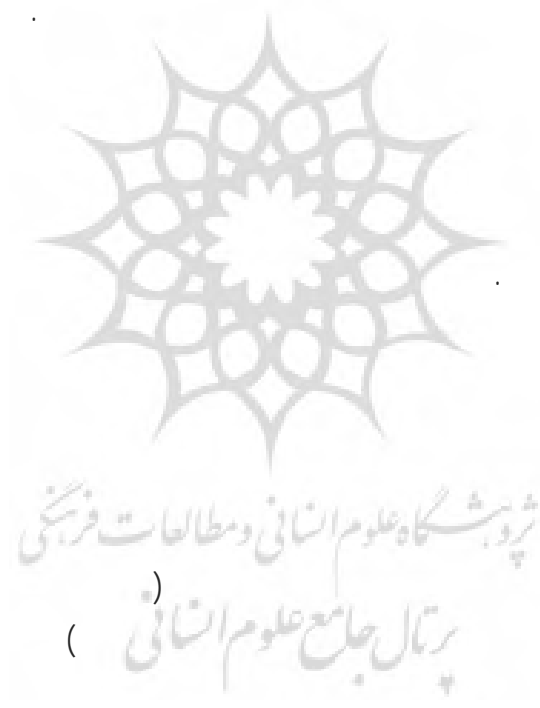 پژوهشگاه علوم انسانی و مطالعات فرهنگی
پرتال جامع علوم انسانی